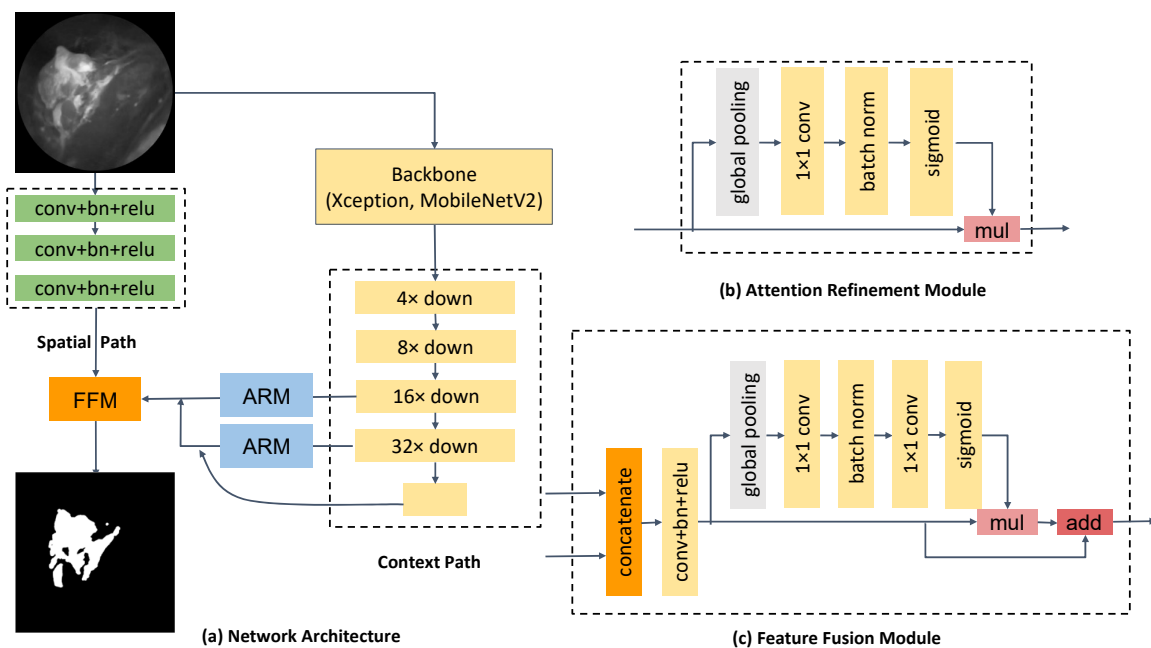 conv+bn+relu
conv+bn+relu
conv+bn+relu
Spatial Path
FFM
Backbone
(Xception, MobileNetV2)
4× down
8× down
16× down
32× down
ARM
ARM
Context Path
(a) Network Architecture
global pooling
1×1 conv
batch norm
sigmoid
mul
(b) Attention Refinement Module
concatenate
conv+bn+relu
global pooling
1×1 conv
batch norm
1×1 conv
sigmoid
mul
add
(c) Feature Fusion Module